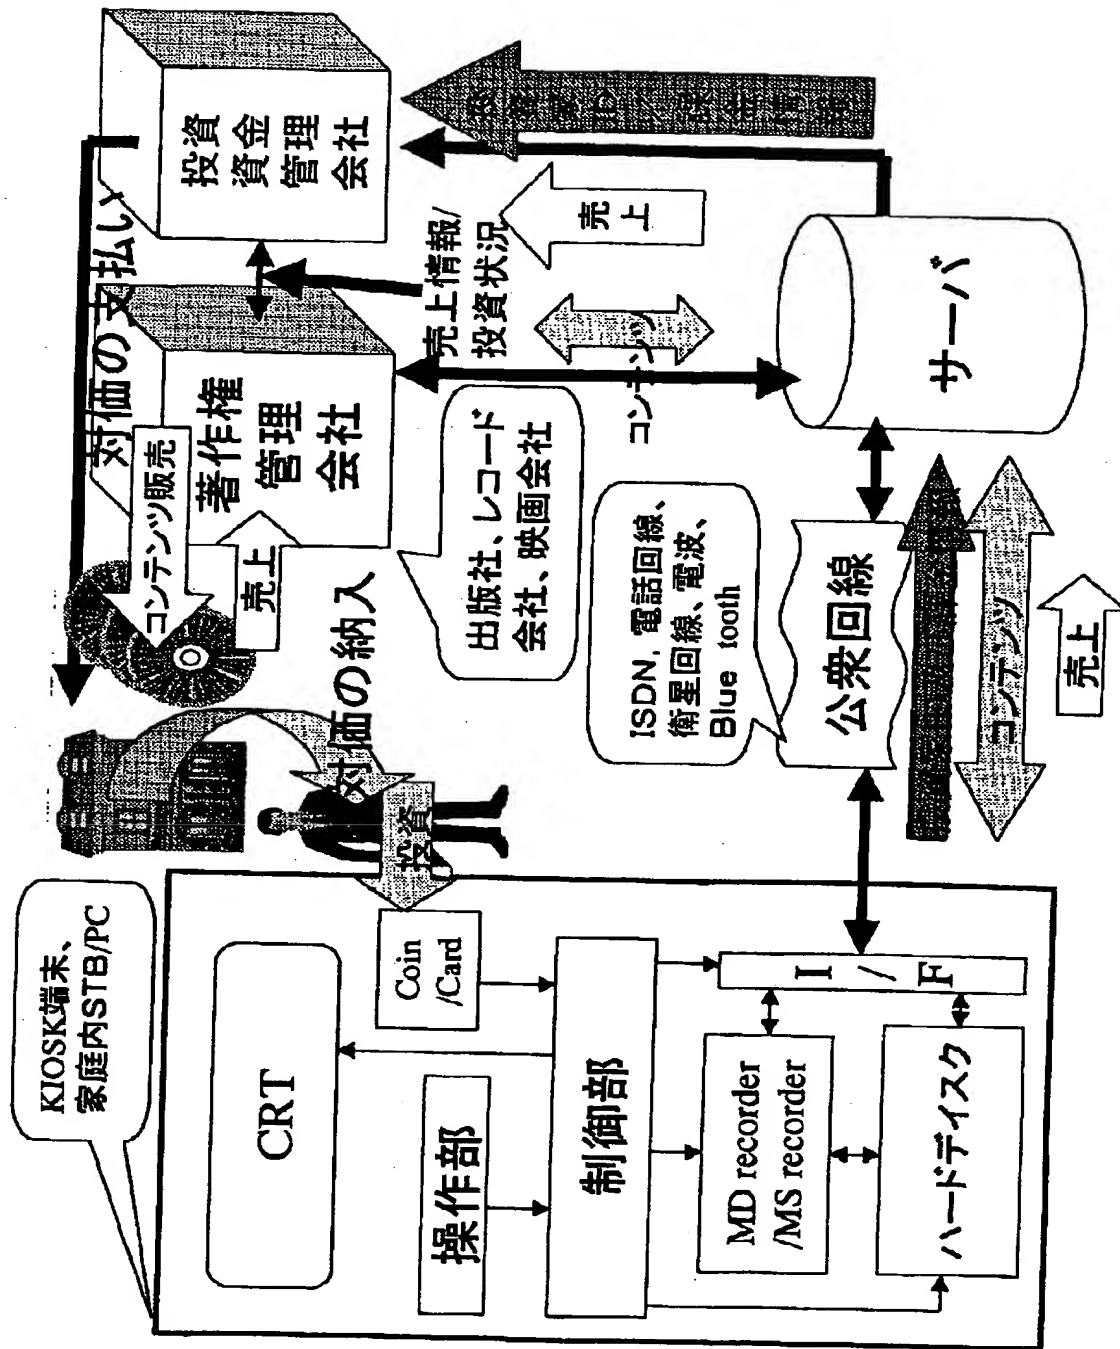 KIOSK端末、
家庭内STB/PC
CRT
操作部
Coin
/Card
制御部
MD recorder
/MS recorder
ハードディスク
I/F
投資
対価の納入
対価の支払い
コンテンツ販売
売上
著作権
管理
会社
投資
資金
管理
会社
出版社、レコード
会社、映画会社
売上情報/
投資状況
売上
コンテンツ
ISDN, 電話回線、
衛星回線、電波、
Blue tooth
公衆回線
サーバ
コンテンツ
売上